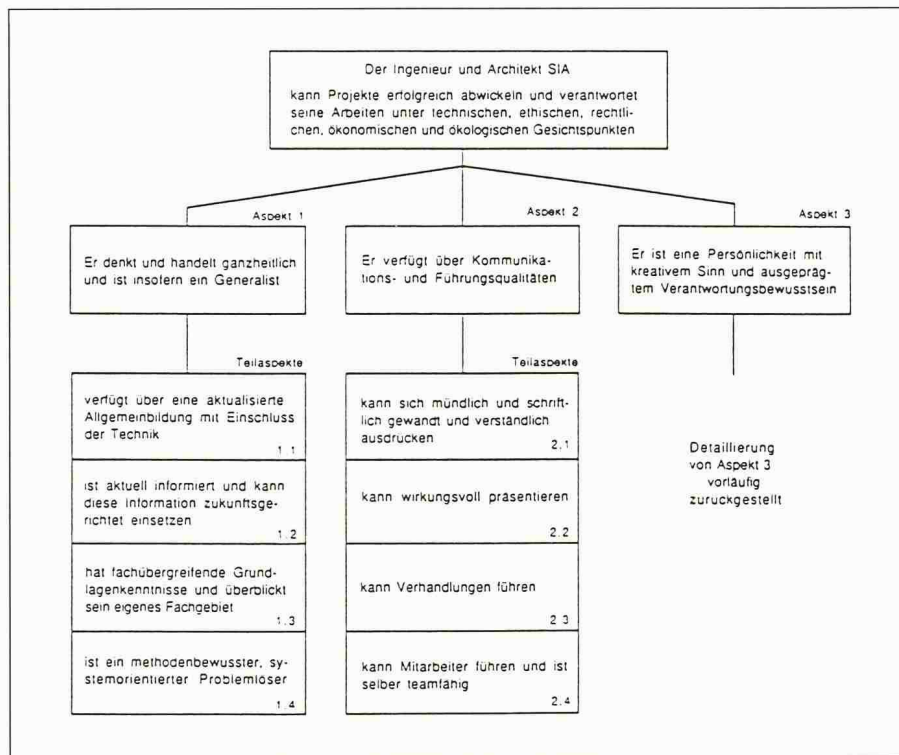 Der Ingenieur und Architekt SIA
kann Projekte erfolgreich abwickeln und verantwortet
seine Arbeiten unter technischen, ethischen, rechtli-
chen, ökonomischen und ökologischen Gesichtspunkten
Aspekt 1
Er denkt und handelt ganzheitlich
und ist insofern ein Generalist
Teilaspekte
verfügt über eine aktualisierte
Allgemeinbildung mit Einschluss
der Technik
1.1
ist aktuell informiert und kann
diese Information zukunftsge-
richtet einsetzen
1.2
hat fachübergreifende Grund-
lagenkenntnisse und überblickt
sein eigenes Fachgebiet
1.3
ist ein methodenbewusster, sy-
stemorientierter Problemlöser
1.4
Aspekt 2
Er verfügt über Kommunika-
tions- und Führungsqualitäten
Teilaspekte
kann sich mündlich und schrift-
lich gewandt und verständlich
ausdrücken
2.1
kann wirkungsvoll präsentieren
2.2
kann Verhandlungen führen
2.3
kann Mitarbeiter führen und ist
selber teamfähig
2.4
Aspekt 3
Er ist eine Persönlichkeit mit
kreativem Sinn und ausgepräg-
tem Verantwortungsbewusstsein
Detaillierung
von Aspekt 3
vorläufig
zurückgestellt